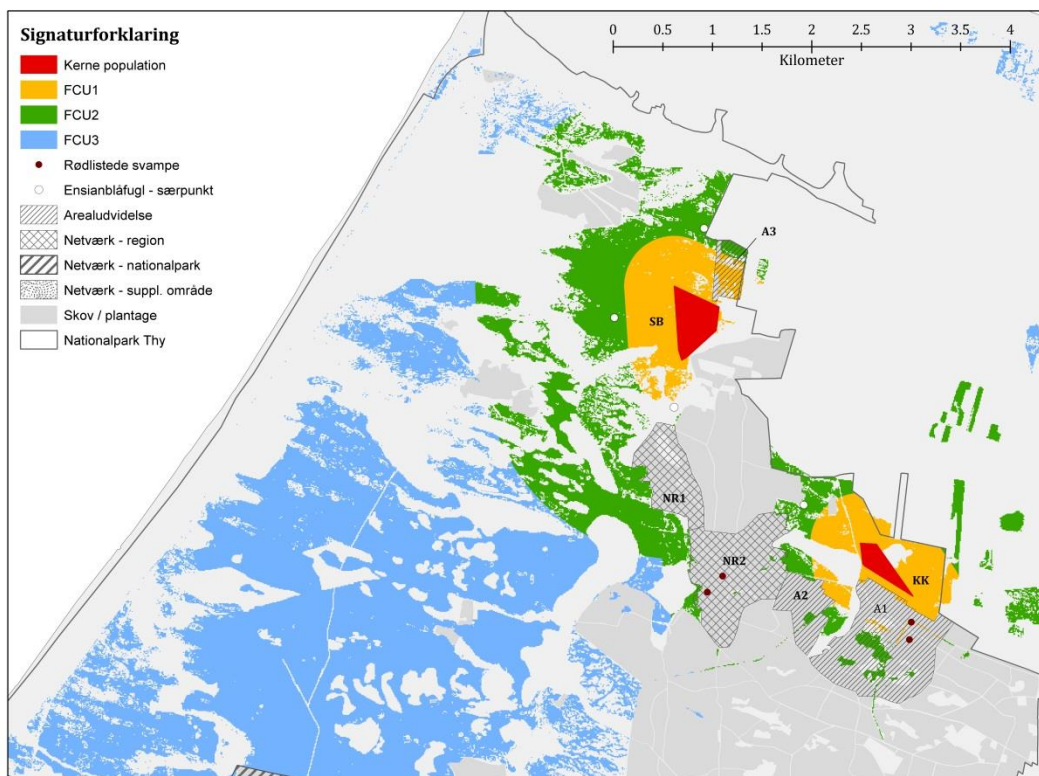 Signaturforklaring
Kerne population
FCU1
FCU2
FCU3
Rødlistede svampe
Ensianblåfugl - særpunkt
Arealudvidelse
Netværk - region
Netværk - nationalpark
Netværk - suppl. område
Skov / plantage
Nationalpark Thy
0 0.5 1 1.5 2 2.5 3 3.5 4
Kilometer
A3
SB
NR1
NR2
KK
A2
A1